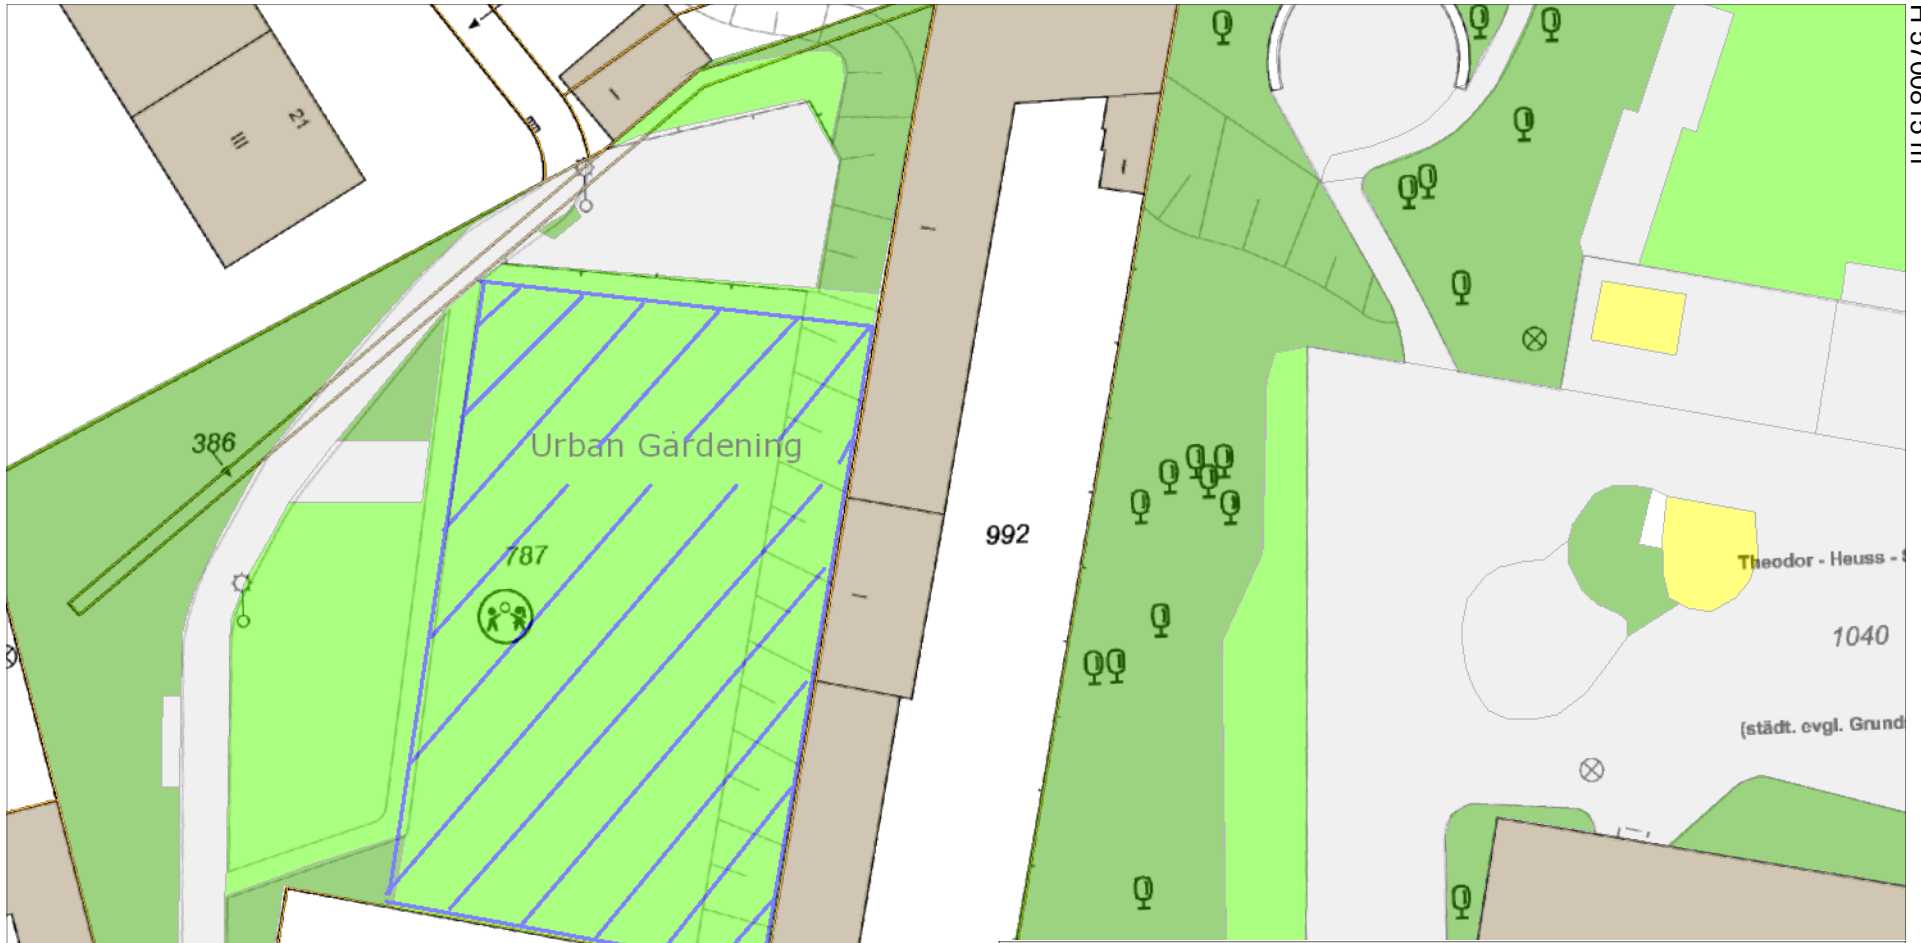 21
III
I
I
I
386
Urban Gardening
992
787
I
Theodor - Heuss -
1040
(städt. evgl. Grund